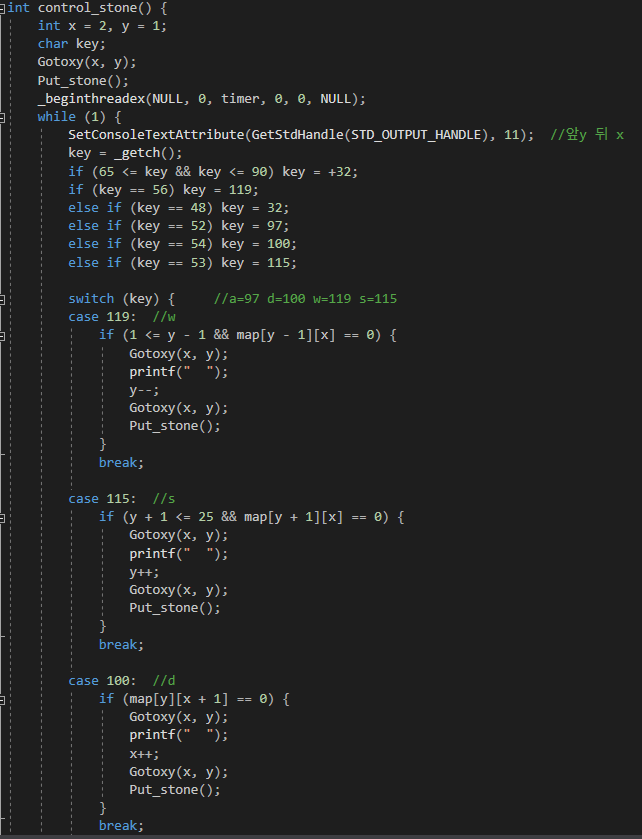 int control_stone() {
int x = 2, y = 1;
char key;
Gotoxy(x, y);
Put_stone();
_beginthreadex(NULL, 0, timer, 0, 0, NULL);
while (1) {
SetConsoleTextAttribute(GetStdHandle(STD_OUTPUT_HANDLE), 11);  //앞y 뒤 x
key = _getch();
if (65 <= key && key <= 90) key = +32;
if (key == 56) key = 119;
else if (key == 48) key = 32;
else if (key == 52) key = 97;
else if (key == 54) key = 100;
else if (key == 53) key = 115;
switch (key) {     //a=97 d=100 w=119 s=115
case 119:  //w
if (1 <= y - 1 && map[y - 1][x] == 0) {
Gotoxy(x, y);
printf("  ");
y--;
Gotoxy(x, y);
Put_stone();
}
break;
case 115:  //s
if (y + 1 <= 25 && map[y + 1][x] == 0) {
Gotoxy(x, y);
printf("  ");
y++;
Gotoxy(x, y);
Put_stone();
}
break;
case 100:  //d
if (map[y][x + 1] == 0) {
Gotoxy(x, y);
printf("  ");
x++;
Gotoxy(x, y);
Put_stone();
}
break;